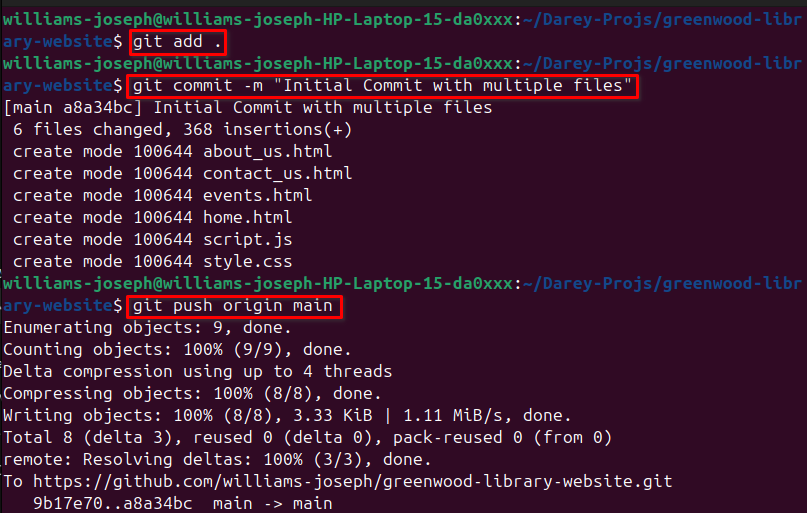 williams-joseph@williams-joseph-HP-Laptop-15-da0xxx:~/Darey-Projs/greenwood-libr
ary-website$ git add .
williams-joseph@williams-joseph-HP-Laptop-15-da0xxx:~/Darey-Projs/greenwood-libr
ary-website$ git commit -m "Initial Commit with multiple files"
[main a8a34bc] Initial Commit with multiple files
 6 files changed, 368 insertions(+)
 create mode 100644 about_us.html
 create mode 100644 contact_us.html
 create mode 100644 events.html
 create mode 100644 home.html
 create mode 100644 script.js
 create mode 100644 style.css
williams-joseph@williams-joseph-HP-Laptop-15-da0xxx:~/Darey-Projs/greenwood-libr
ary-website$ git push origin main
Enumerating objects: 9, done.
Counting objects: 100% (9/9), done.
Delta compression using up to 4 threads
Compressing objects: 100% (8/8), done.
Writing objects: 100% (8/8), 3.33 KiB | 1.11 MiB/s, done.
Total 8 (delta 3), reused 0 (delta 0), pack-reused 0 (from 0)
remote: Resolving deltas: 100% (3/3), done.
To https://github.com/williams-joseph/greenwood-library-website.git
   9b17e70..a8a34bc  main -> main